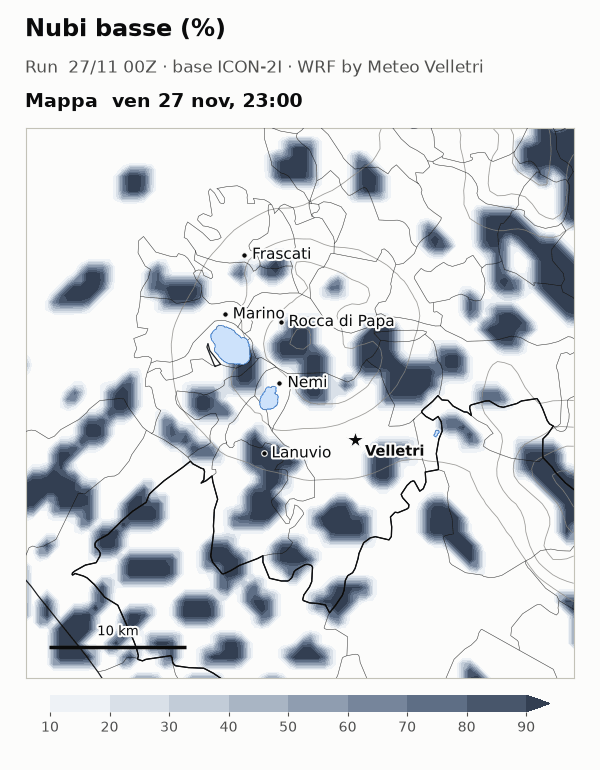 Nubi basse (%)
Run  27/11 00Z · base ICON-2I · WRF by Meteo Velletri
Mappa  ven 27 nov, 23:00
Frascati
Marino
Rocca di Papa
Nemi
Velletri
Lanuvio
10 km
10 20 30 40 50 60 70 80 90